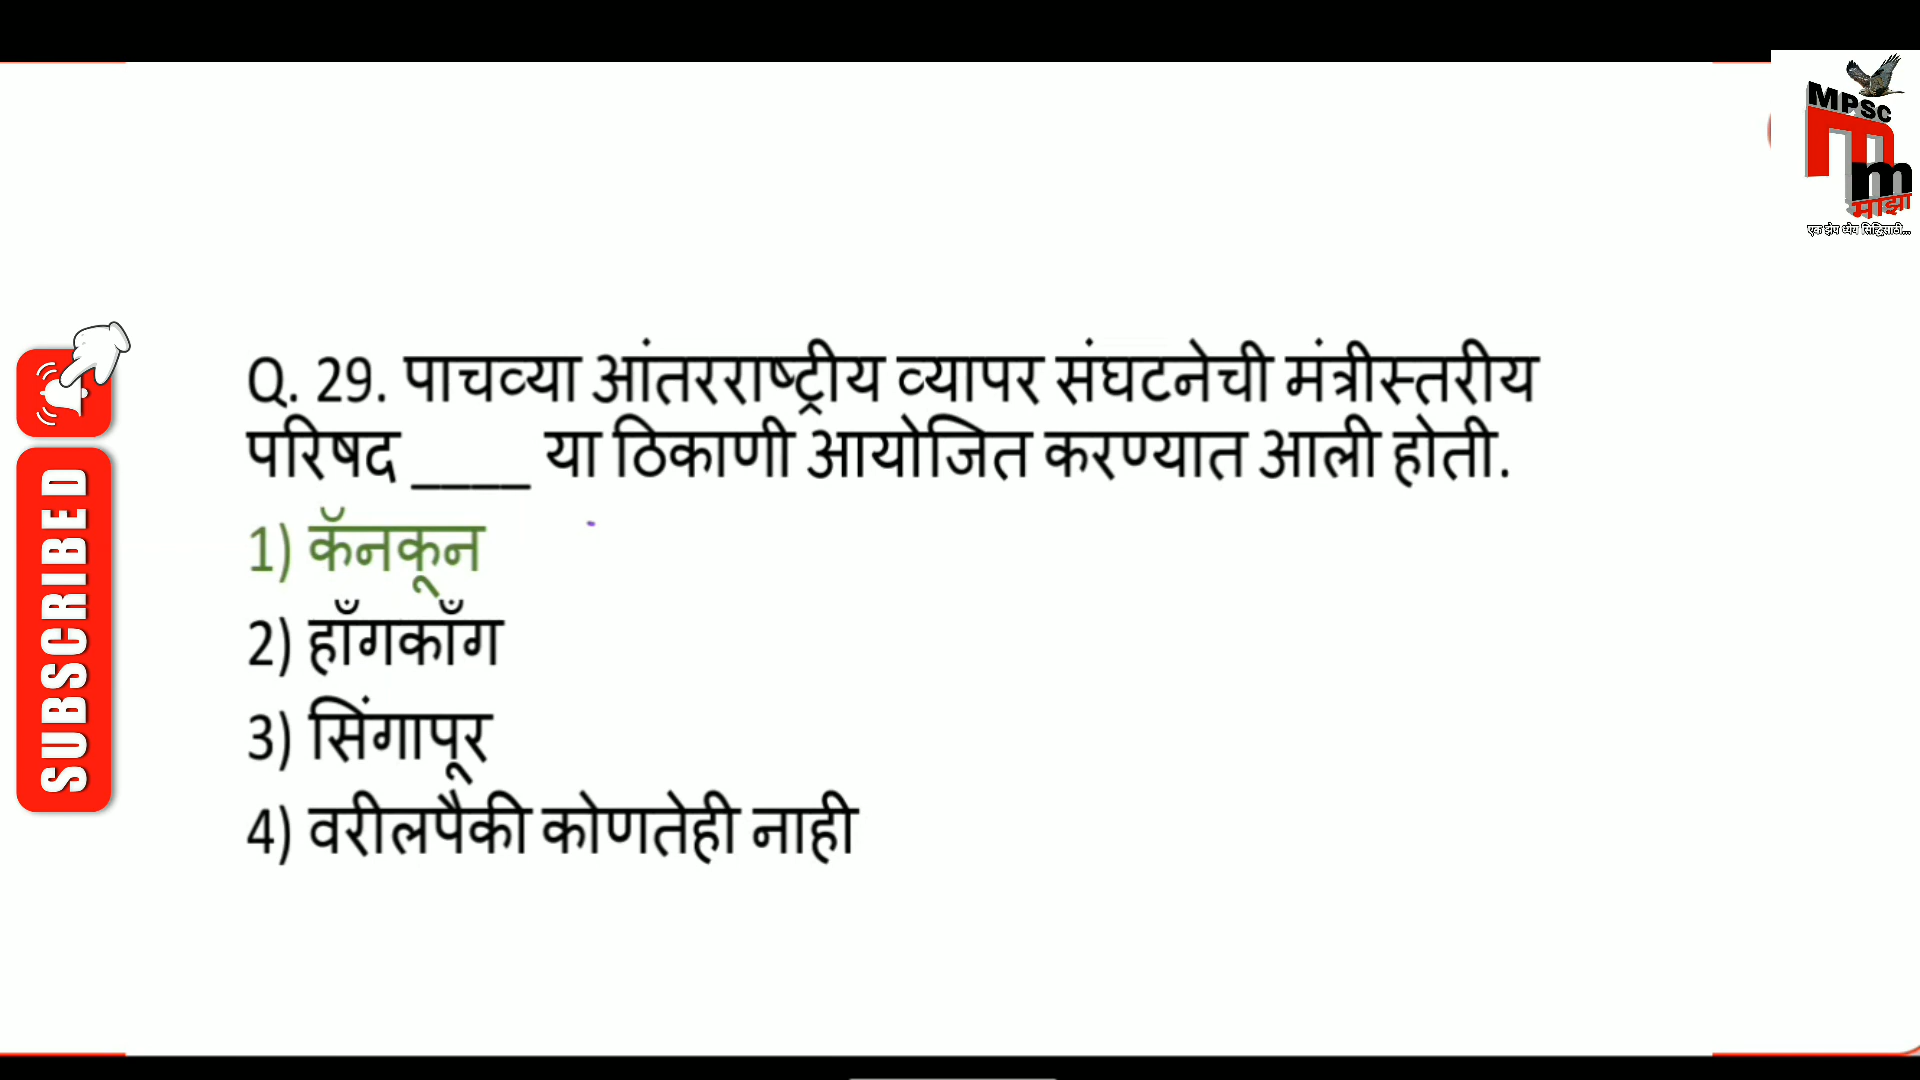 MPSC
माझा
एक झेप ध्येय सिद्धिसाठी...
SUBSCRIBED
Q. 29. पाचव्या आंतरराष्ट्रीय व्यापर संघटनेची मंत्रीस्तरीय
परिषद ____ या ठिकाणी आयोजित करण्यात आली होती.
1) कॅनकून
2) हाँगकाँग
3) सिंगापूर
4) वरीलपैकी कोणतेही नाही